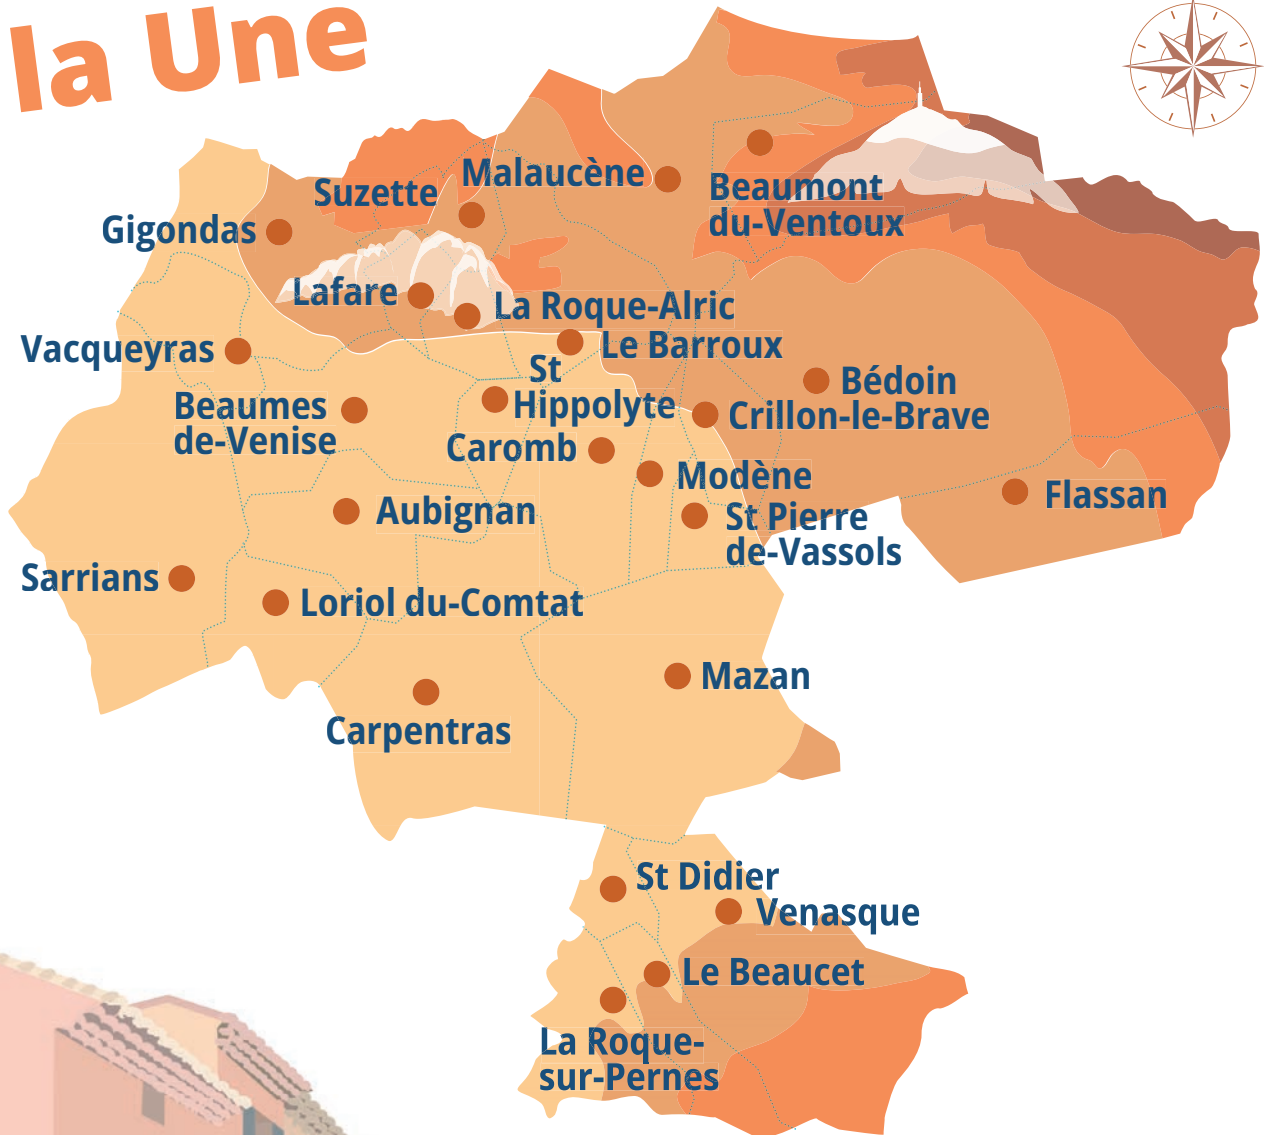 la Une
Malaucène
Suzette
Beaumont
du-Ventoux
Gigondas
Lafare
La Roque-Alric
Vacqueyras
Le Barroux
St
Hippolyte
Bédoin
Beaumes
de-Venise
Crillon-le-Brave
Caromb
Modène
Flassan
Aubignan
St Pierre
de-Vassols
Sarrians
Loriol du-Comtat
Mazan
Carpentras
St Didier
Venasque
Le Beaucet
La Roque-
sur-Pernes